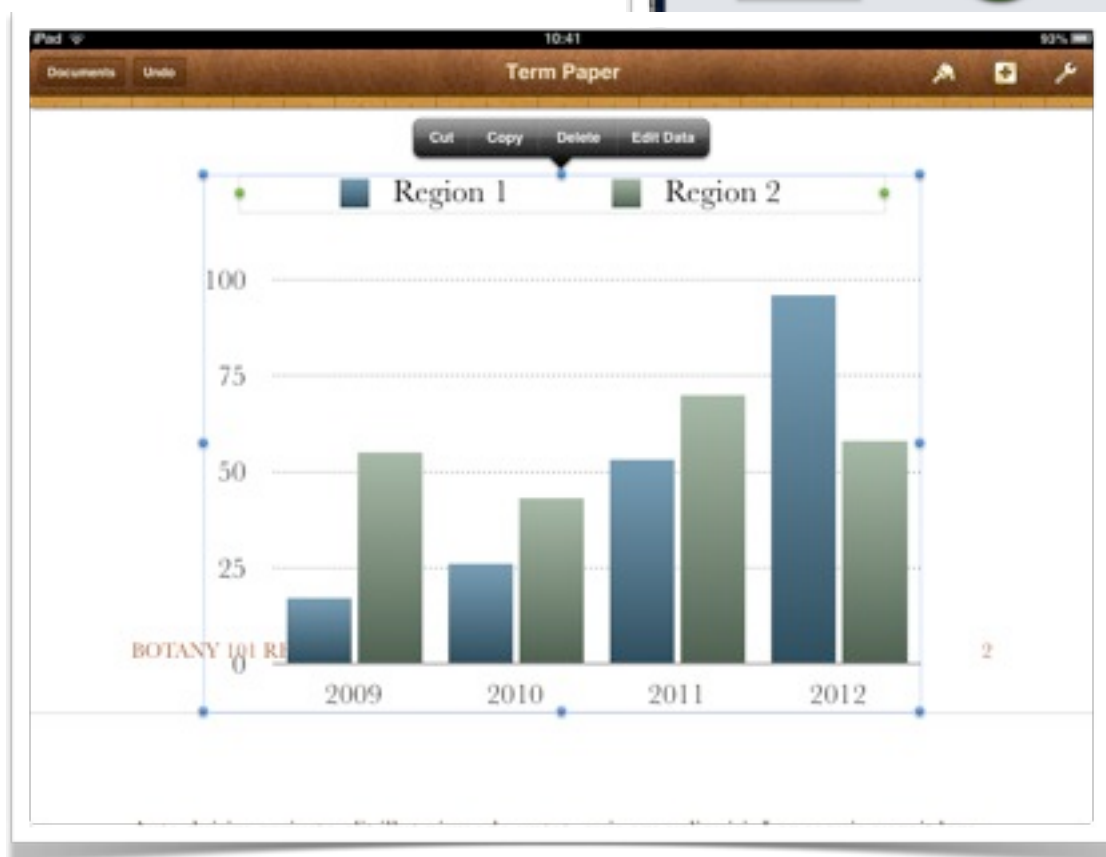 iPad 10:41 93%
Documents Undo Term Paper
Cut Copy Delete Edit Data
Region 1 Region 2
100
75
50
25
BOTANY 101 RE 2
0
2009 2010 2011 2012